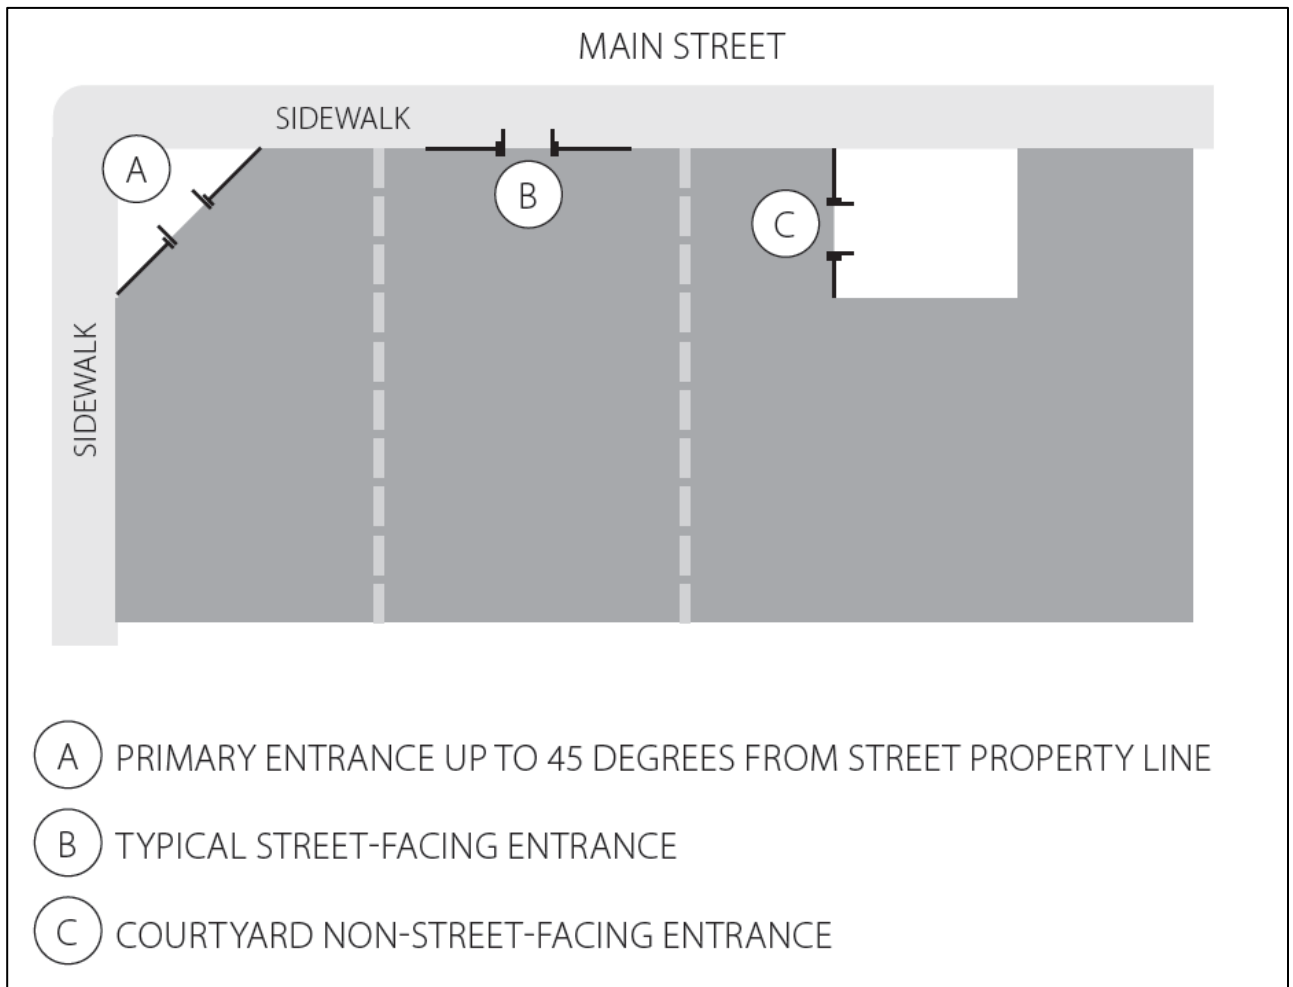 MAIN STREET
SIDEWALK
A
B
C
SIDEWALK
A PRIMARY ENTRANCE UP TO 45 DEGREES FROM STREET PROPERTY LINE
B TYPICAL STREET-FACING ENTRANCE
C COURTYARD NON-STREET-FACING ENTRANCE